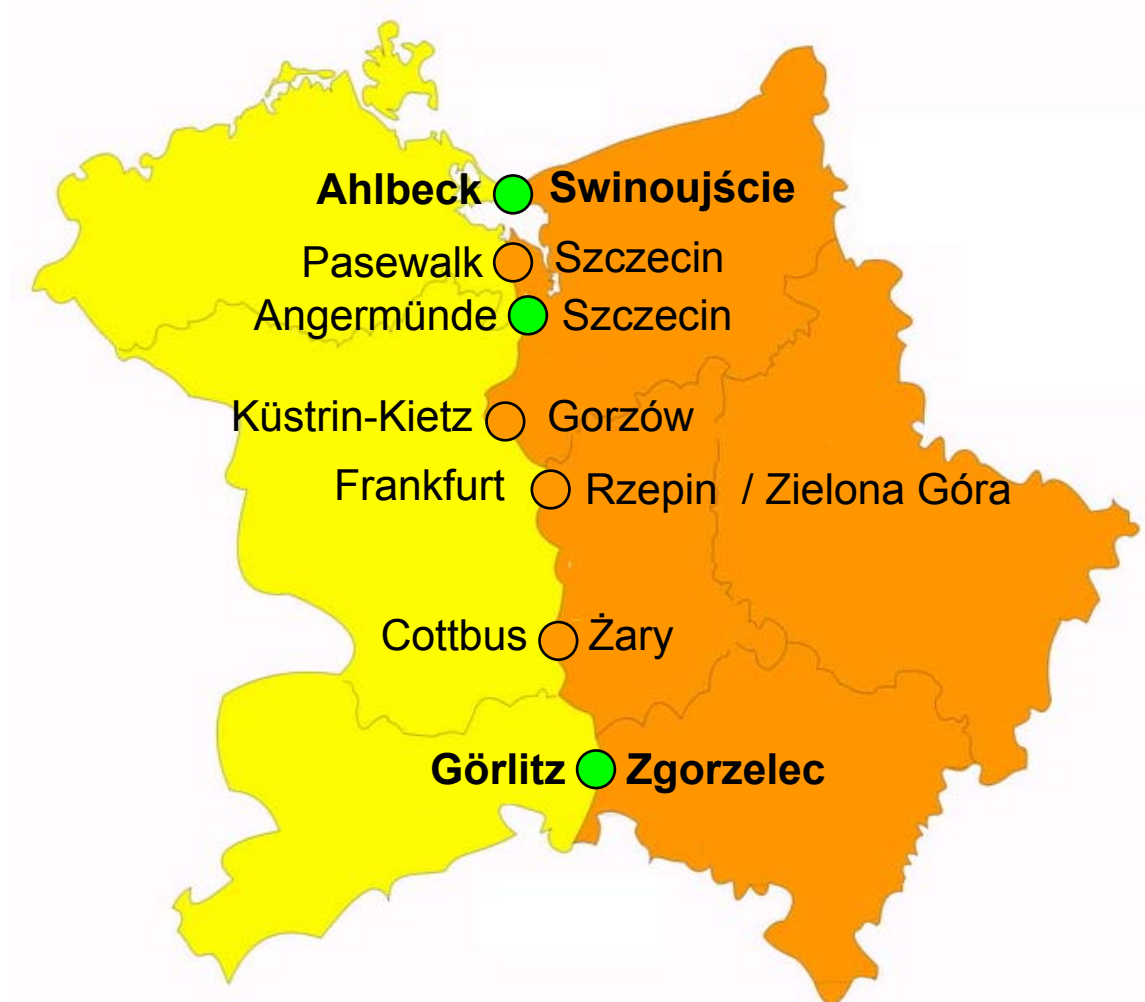 Ahlbeck Swinoujście
Pasewalk Szczecin
Angermünde Szczecin
Küstrin-Kietz Gorzów
Frankfurt Rzepin / Zielona Góra
Cottbus Żary
Görlitz Zgorzelec